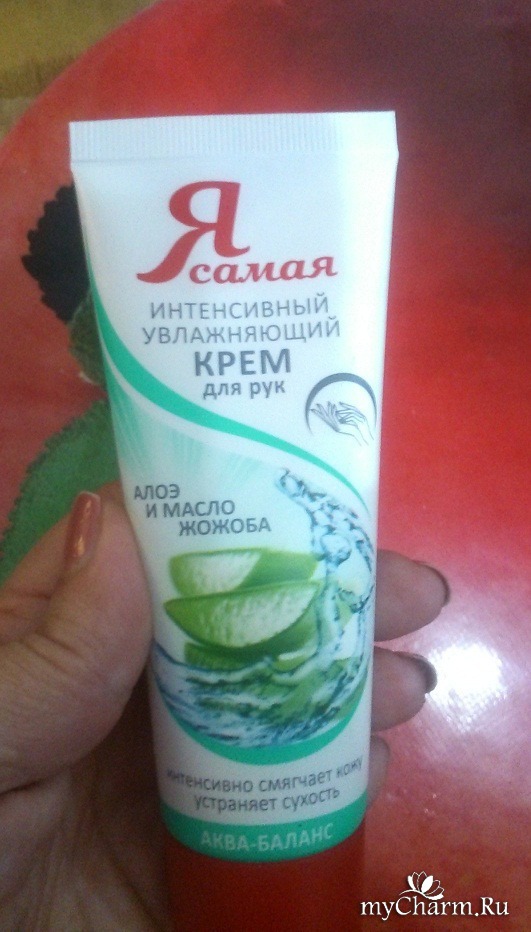 Я
самая
ИНТЕНСИВНЫЙ
УВЛАЖНЯЮЩИЙ
КРЕМ
для рук
АЛОЭ
И МАСЛО
ЖОЖОБА
интенсивно смягчает кожу
устраняет сухость
АКВА-БАЛАНС
myCharm.Ru